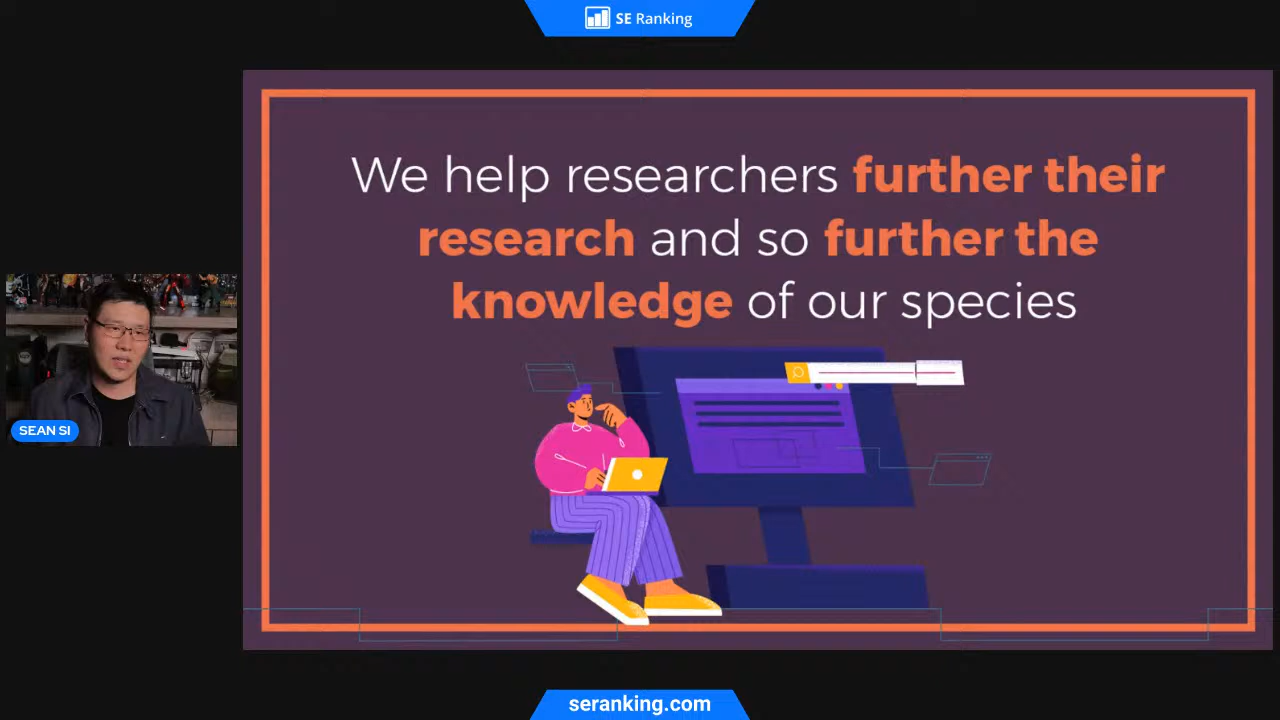 SE Ranking
We help researchers further their
research and so further the
knowledge of our species
SEAN SI
seranking.com